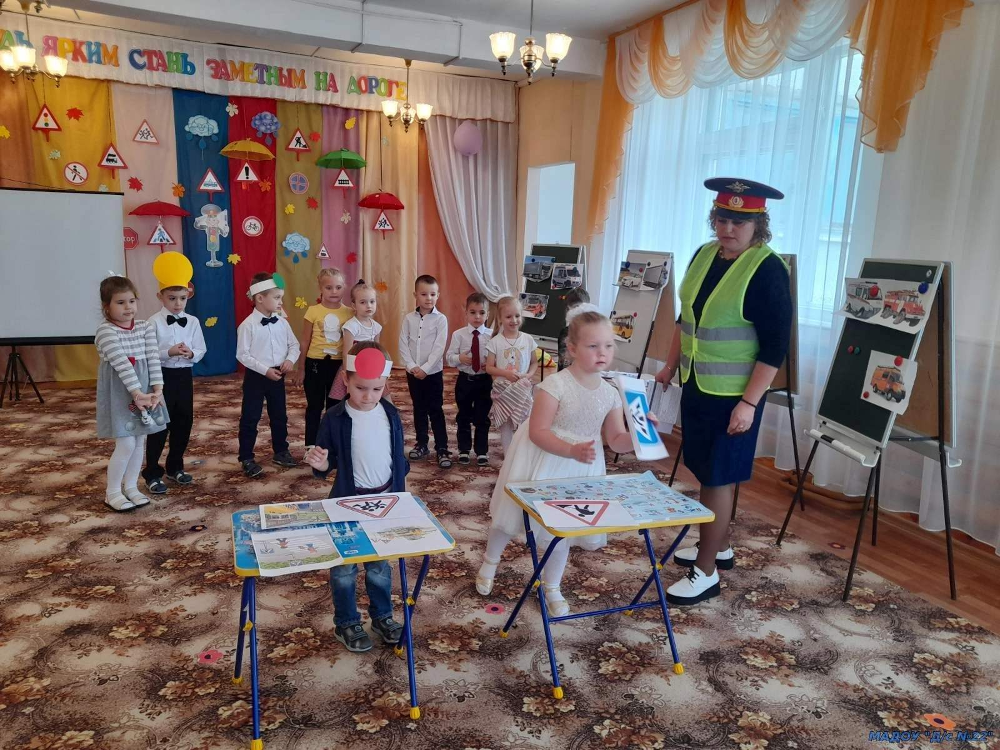 ЯРКИМ СТАНЬ ЗАМЕТНЫМ НА ДОРОГЕ
МАДОУ "Д/с №22"